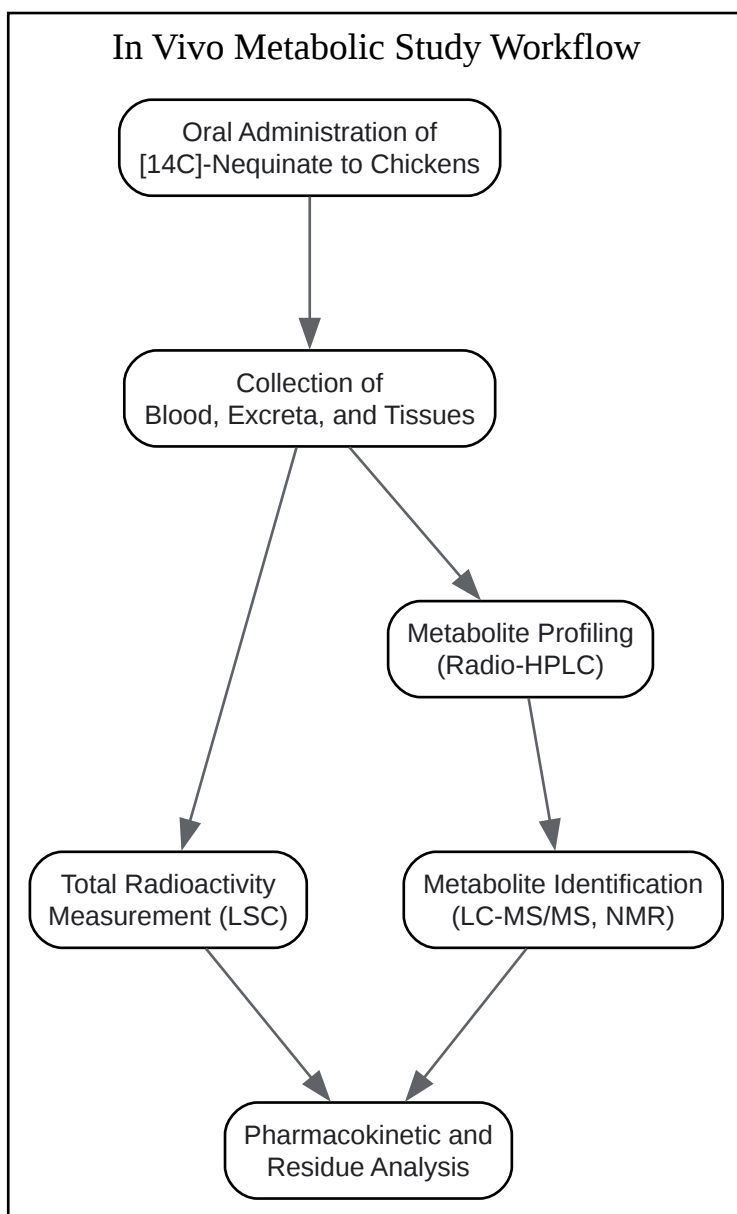 In Vivo Metabolic Study Workflow
Oral Administration of
[14C]-Nequinate to Chickens
Collection of
Blood, Excreta, and Tissues
Metabolite Profiling
(Radio-HPLC)
Total Radioactivity
Measurement (LSC)
Metabolite Identification
(LC-MS/MS, NMR)
Pharmacokinetic and
Residue Analysis